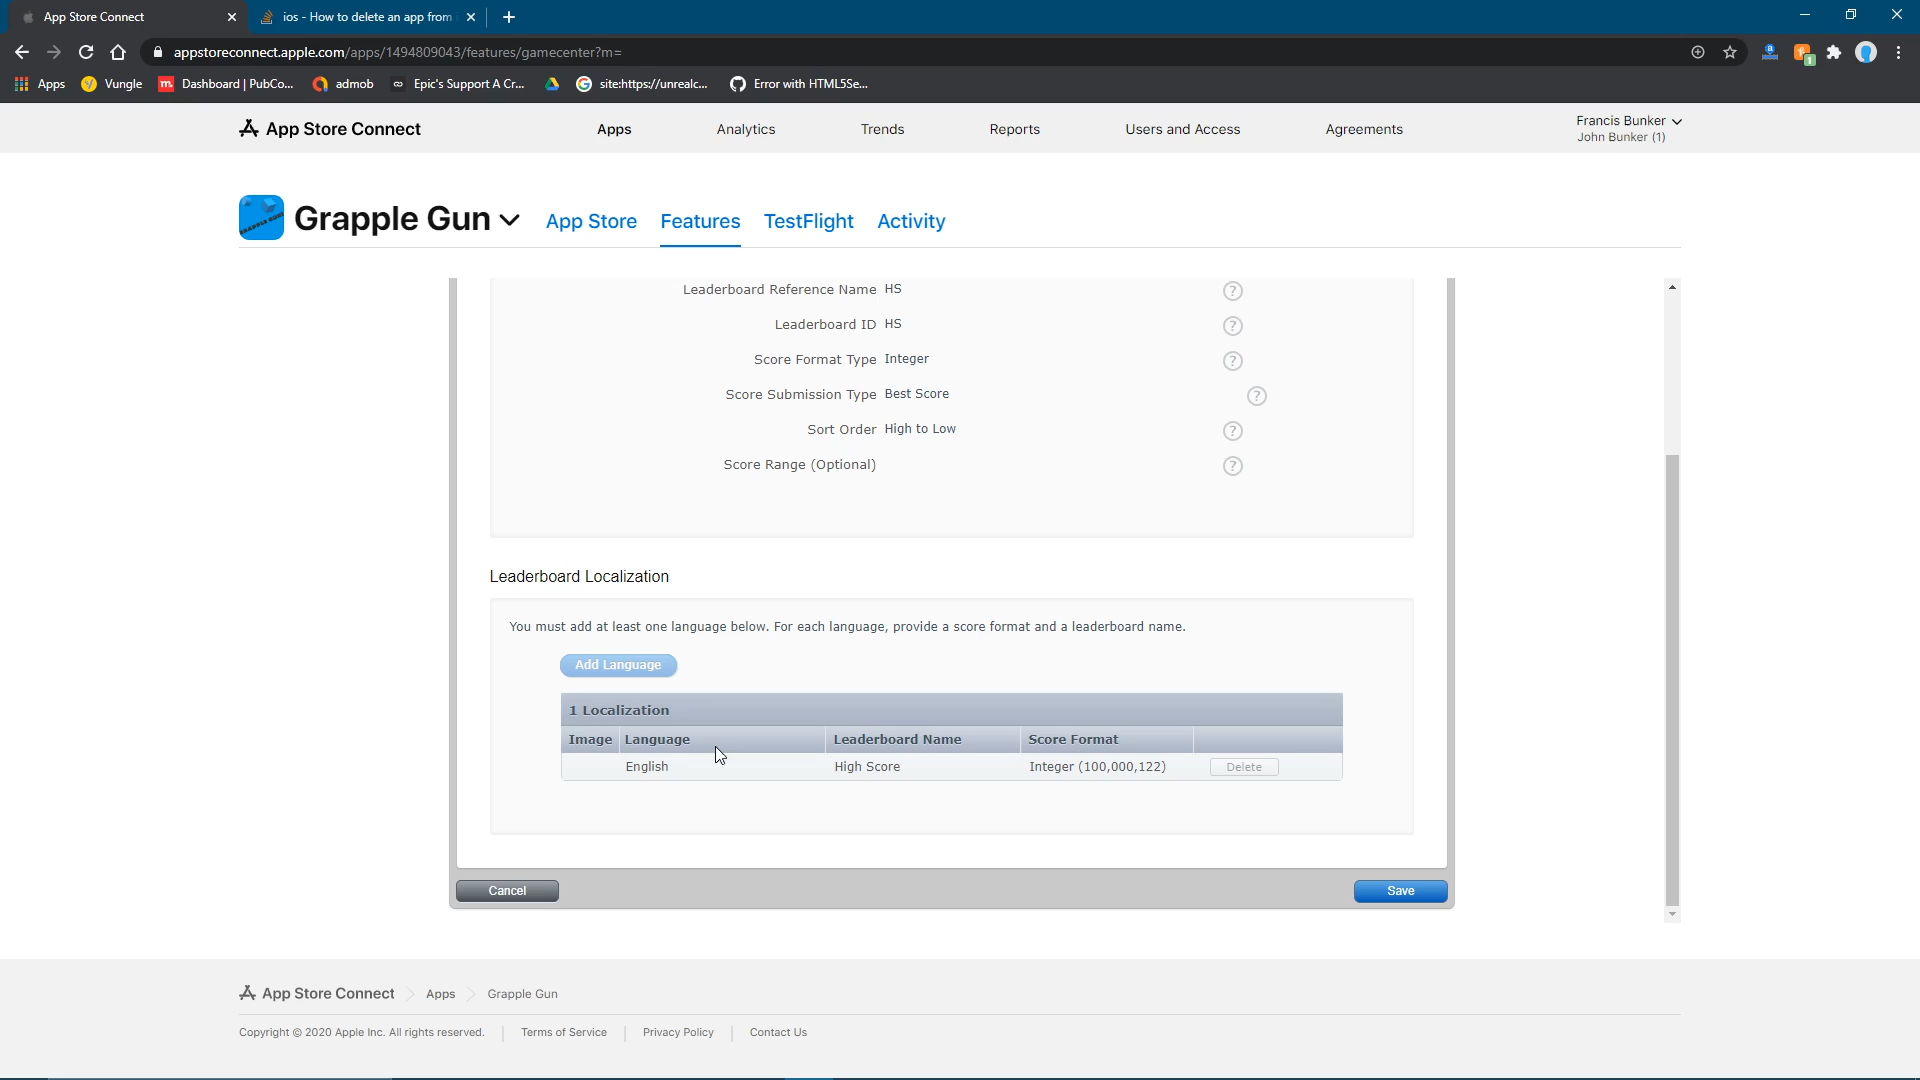 App Store Connect
ios - How to delete an app from
appstoreconnect.apple.com/apps/1494809043/features/gamecenter?m=
1
Apps
Vungle
Dashboard | PubCo...
admob
Epic's Support A Cr...
site:https://unrealc...
Error with HTML5Se...
App Store Connect
Apps
Analytics
Trends
Reports
Users and Access
Agreements
Francis Bunker
John Bunker (1)
Grapple Gun
App Store
Features
TestFlight
Activity
Leaderboard Reference Name HS ?
Leaderboard ID HS ?
Score Format Type Integer ?
Score Submission Type Best Score ?
Sort Order High to Low ?
Score Range (Optional) ?
Leaderboard Localization
You must add at least one language below. For each language, provide a score format and a leaderboard name.
Add Language
1 Localization
Image Language Leaderboard Name Score Format
English High Score Integer (100,000,122) Delete
Cancel
Save
App Store Connect
Apps
Grapple Gun
Copyright © 2020 Apple Inc. All rights reserved.
Terms of Service
Privacy Policy
Contact Us